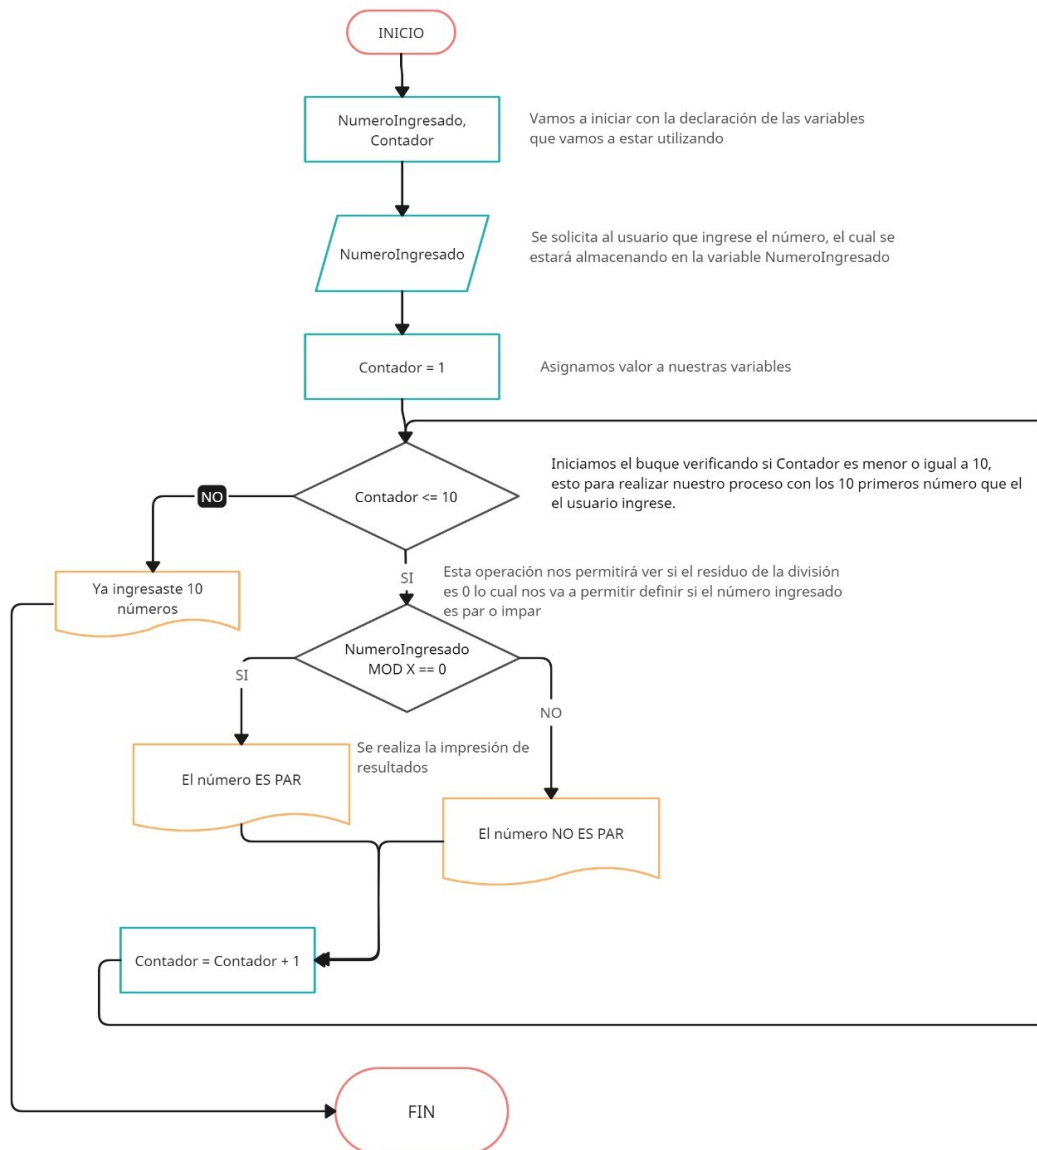 INICIO
NumeroIngresado,
Contador
Vamos a iniciar con la declaración de las variables
que vamos a estar utilizando
NumeroIngresado
Se solicita al usuario que ingrese el número, el cual se
estará almacenando en la variable NumeroIngresado
Contador = 1
Asignamos valor a nuestras variables
Contador <= 10
Iniciamos el buque verificando si Contador es menor o igual a 10,
esto para realizar nuestro proceso con los 10 primeros número que el
el usuario ingrese.
NO
Ya ingresaste 10
números
SI
Esta operación nos permitirá ver si el residuo de la división
es 0 lo cual nos va a permitir definir si el número ingresado
es par o impar
NumeroIngresado
MOD X == 0
SI
NO
Se realiza la impresión de
resultados
El número ES PAR
El número NO ES PAR
Contador = Contador + 1
FIN